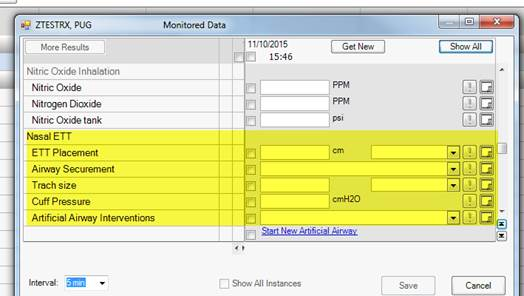 ZTESTRX, PUG Monitored Data
More Results 11/10/2015 Get New Show All
15:46
Nitric Oxide Inhalation
Nitric Oxide PPM
Nitrogen Dioxide PPM
Nitric Oxide tank psi
Nasal ETT
ETT Placement cm
Airway Securement
Trach size
Cuff Pressure cmH2O
Artificial Airway Interventions
Start New Artificial Airway
Interval: 5 min Show All Instances Save Cancel